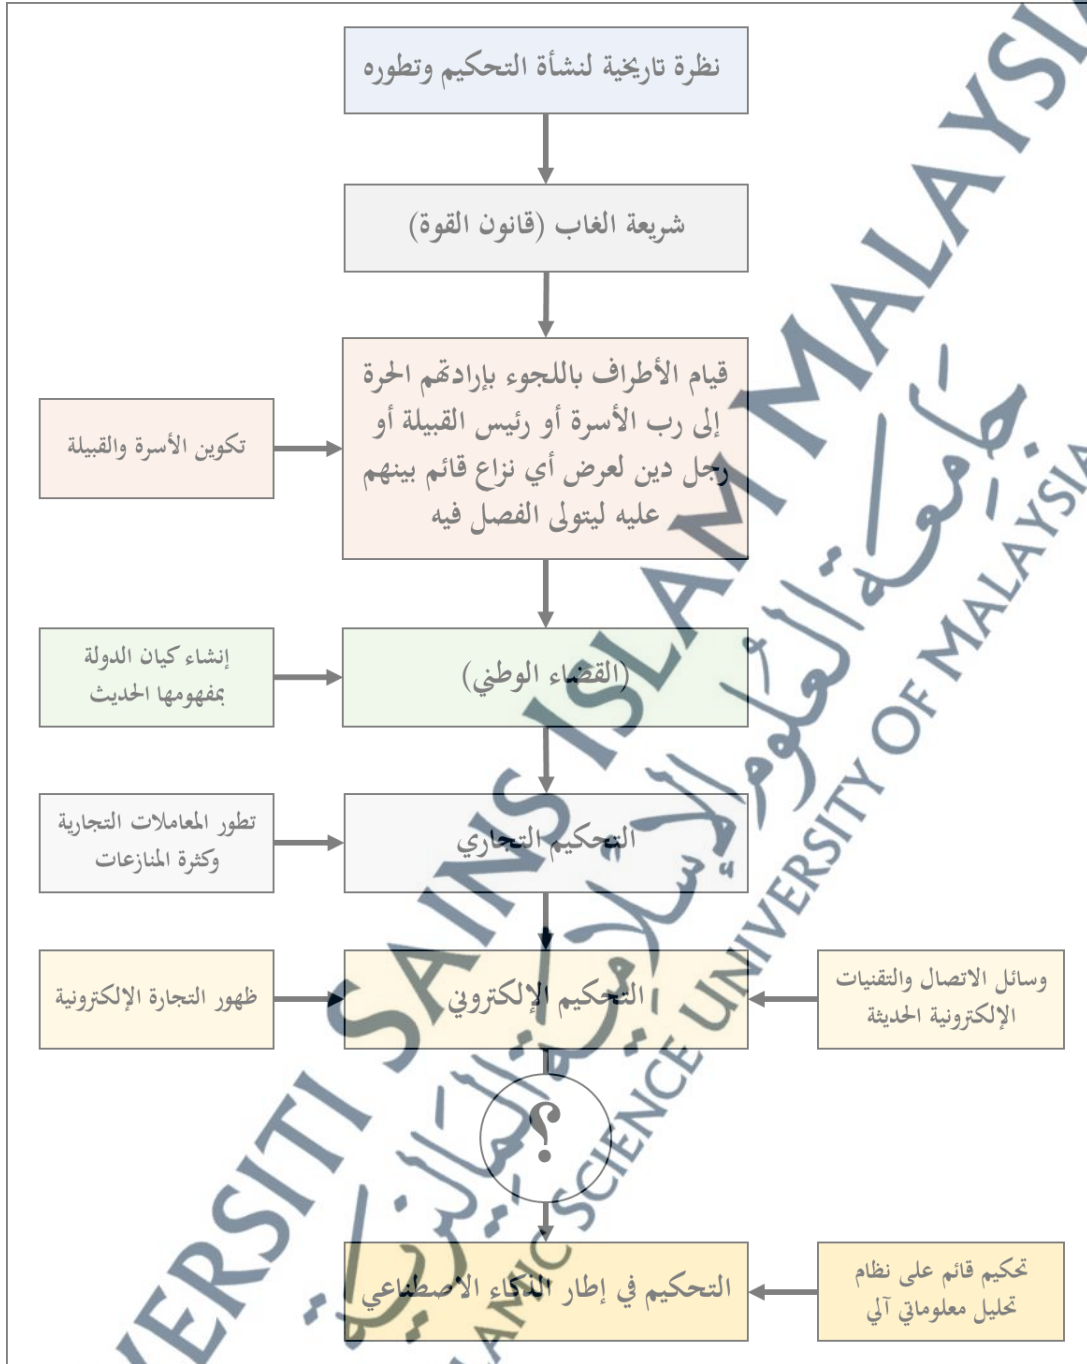 نظرة تاريخية لنشأة التحكيم وتطوره
شريعة الغاب (قانون القوة)
قيام الأطراف باللجوء بإرادتهم الحرة
إلى رب الأسرة أو رئيس القبيلة أو
رجل دين لعرض أي نزاع قائم بينهم
عليه ليتولى الفصل فيه
تكوين الأسرة والقبيلة
(القضاء الوطني)
إنشاء كيان الدولة
بمفهومها الحديث
التحكيم التجاري
تطور المعاملات التجارية
وكثرة المنازعات
وسائل الاتصال والتقنيات
الإلكترونية الحديثة
التحكيم الإلكتروني
ظهور التجارة الإلكترونية
؟
تحكيم قائم على نظام
تحليل معلوماتي آلي
التحكيم في إطار الذكاء الاصطناعي
VERSITI SAINS ISLAM MALAYSI
جامعة العلوم الإسلامية الماليزية
AMIC SCIENCE UNIVERSITY OF MALAYSIA